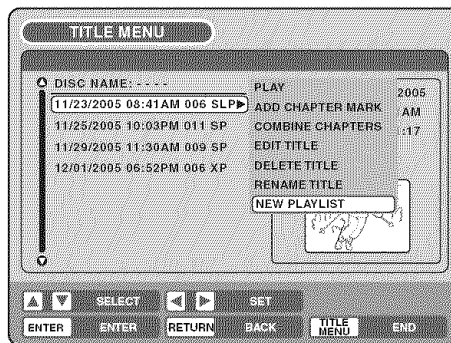 TITLE MENU
DISC NAME: - - - -
11/23/2005 08:41AM 006 SLP▶
11/25/2005 10:03PM 011 SP
11/29/2005 11:30AM 009 SP
12/01/2005 06:52PM 006 XP
PLAY
ADD CHAPTER MARK
COMBINE CHAPTERS
EDIT TITLE
DELETE TITLE
RENAME TITLE
NEW PLAYLIST
2005
AM
:17
SELECT SET
ENTER ENTER RETURN BACK TITLE MENU END